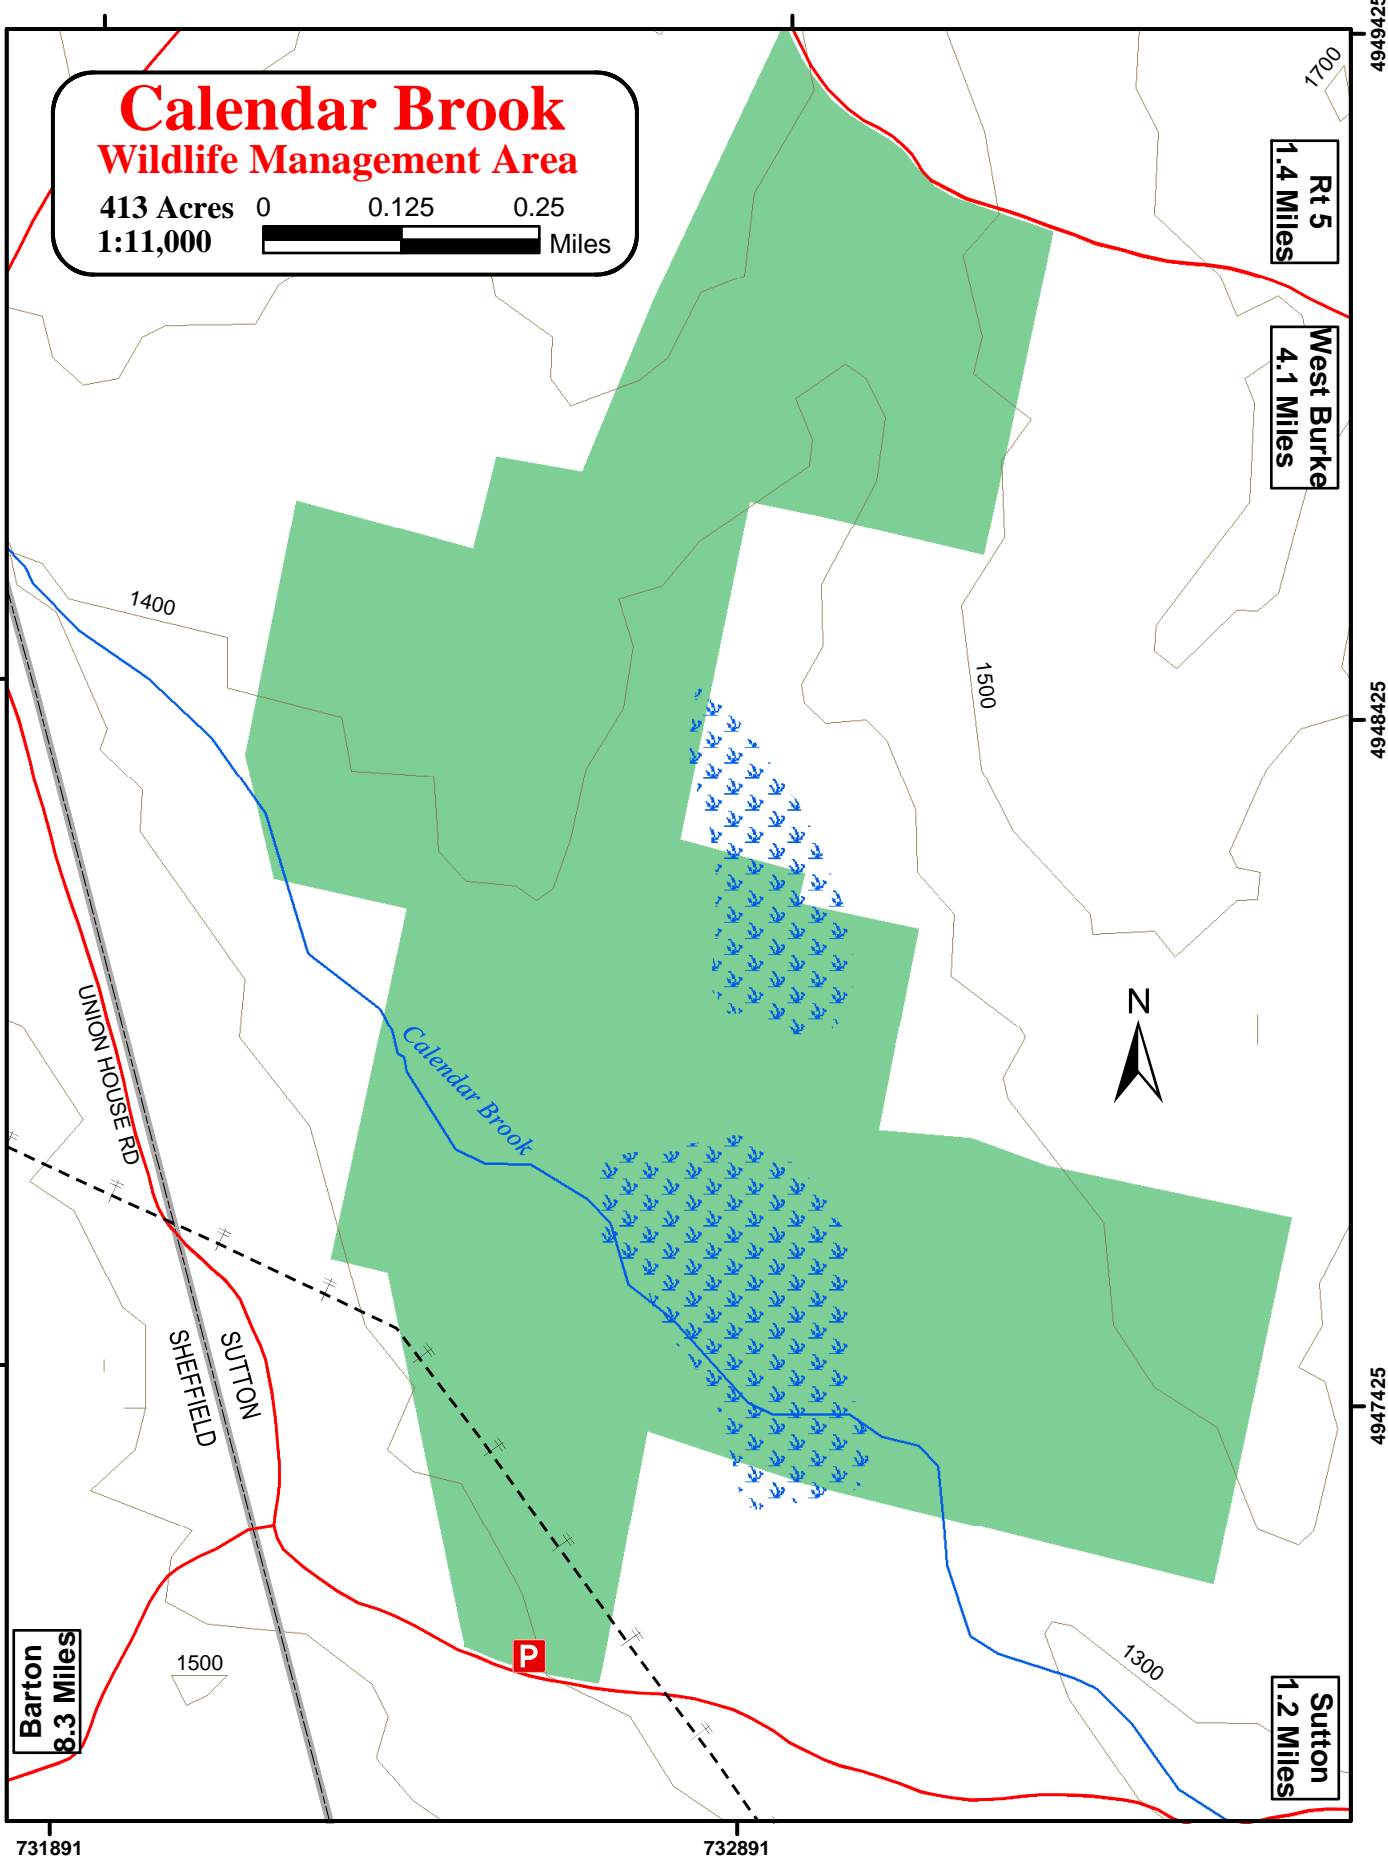 Calendar Brook
Wildlife Management Area
413 Acres
1:11,000
0 0.125 0.25
Miles
4949425
1700
Rt 5
1.4 Miles
West Burke
4.1 Miles
1400
1500
4948425
UNION HOUSE RD
Calendar Brook
N
SUTTON
SHEFFIELD
4947425
P
1500
1300
Barton
8.3 Miles
Sutton
1.2 Miles
731891
732891